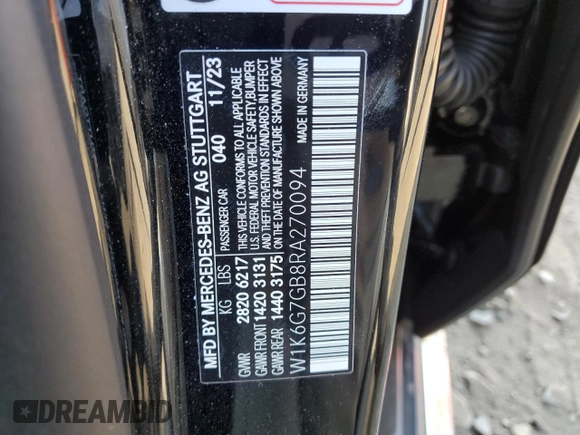 MFD BY MERCEDES-BENZ AG STUTTGART
PASSENGER CAR 040 11/23
KG LBS
GVWR 2820 6217
GAWR FRONT 1420 3131
GAWR REAR 1440 3175
THIS VEHICLE CONFORMS TO ALL APPLICABLE
U.S. FEDERAL MOTOR VEHICLE SAFETY, BUMPER
AND THEFT PREVENTION STANDARDS IN EFFECT
ON THE DATE OF MANUFACTURE SHOWN ABOVE
MADE IN GERMANY
W1K6G7GB8RA270094
DREAMBID